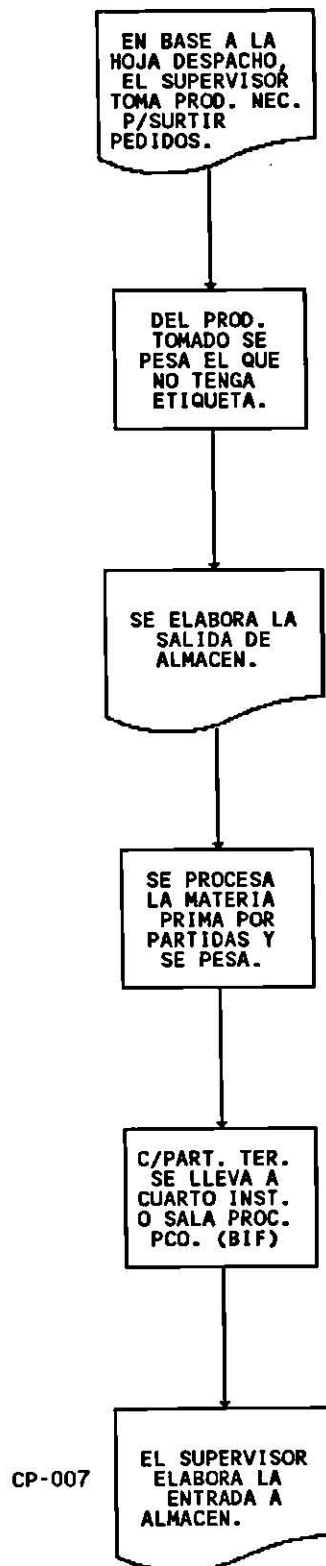 EN BASE A LA
HOJA DESPACHO,
EL SUPERVISOR
TOMA PROD. NEC.
P/SURTIR
PEDIDOS.
DEL PROD.
TOMADO SE
PESA EL QUE
NO TENGA
ETIQUETA.
SE ELABORA LA
SALIDA DE
ALMACEN.
SE PROCESA
LA MATERIA
PRIMA POR
PARTIDAS Y
SE PESA.
C/PART. TER.
SE LLEVA A
CUARTO INST.
O SALA PROC.
PCO. (BIF)
CP-007
EL SUPERVISOR
ELABORA LA
ENTRADA A
ALMACEN.